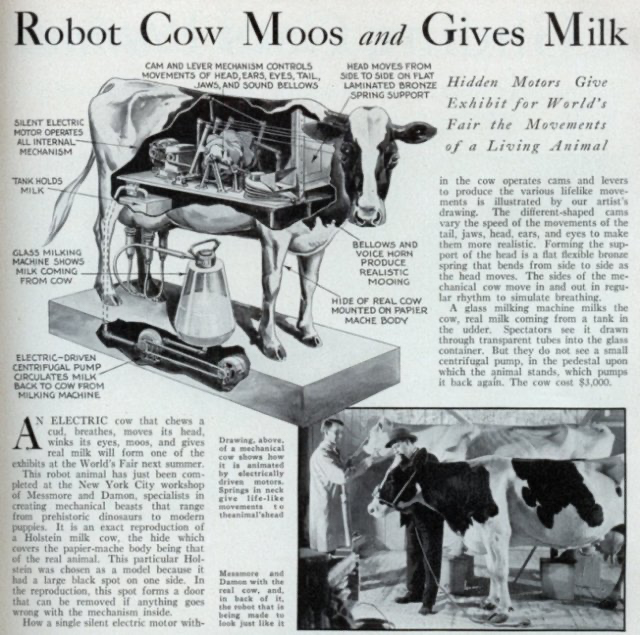 Robot Cow Moos and Gives Milk
CAM AND LEVER MECHANISM CONTROLS
MOVEMENTS OF HEAD, EARS, EYES, TAIL,
JAWS, AND SOUND BELLOWS
HEAD MOVES FROM
SIDE TO SIDE ON FLAT
LAMINATED BRONZE
SPRING SUPPORT
SILENT ELECTRIC
MOTOR OPERATES
ALL INTERNAL
MECHANISM
TANK HOLDS
MILK
GLASS MILKING
MACHINE SHOWS
MILK COMING
FROM COW
BELLOWS AND
VOICE HORN
PRODUCE
REALISTIC
MOOING
HIDE OF REAL COW
MOUNTED ON PAPIER
MACHE BODY
ELECTRIC-DRIVEN
CENTRIFUGAL PUMP
CIRCULATES MILK
BACK TO COW FROM
MILKING MACHINE
Hidden Motors Give
Exhibit for World's
Fair the Movements
of a Living Animal
AN ELECTRIC cow that chews a
cud, breathes, moves its head,
winks its eyes, moos, and gives
real milk will form one of the
exhibits at the World's Fair next summer.
This robot animal has just been com-
pleted at the New York City workshop
of Messmore and Damon, specialists in
creating mechanical beasts that range
from prehistoric dinosaurs to modern
puppies. It is an exact reproduction of
a Holstein milk cow, the hide which
covers the papier-mache body being that
of the real animal. This particular Hol-
stein was chosen as a model because it
had a large black spot on one side. In
the reproduction, this spot forms a door
that can be removed if anything goes
wrong with the mechanism inside.
How a single silent electric motor with-
in the cow operates cams and levers
to produce the various lifelike move-
ments is illustrated by our artist's
drawing. The different-shaped cams
vary the speed of the movements of the
tail, jaws, head, ears, and eyes to make
them more realistic. Forming the sup-
port of the head is a flat flexible bronze
spring that bends from side to side as
the head moves. The sides of the me-
chanical cow move in and out in regu-
lar rhythm to simulate breathing.
A glass milking machine milks the
cow, real milk coming from a tank in
the udder. Spectators see it drawn
through transparent tubes into the glass
container. But they do not see a small
centrifugal pump, in the pedestal upon
which the animal stands, which pumps
it back again. The cow cost $3,000.
Drawing, above,
of a mechanical
cow shows how
it is animated
by electrically
driven motors.
Springs in neck
give life-like
movements to
theanimal'shead
Messmore and
Damon with the
real cow, and,
in back of it,
the robot that is
being made to
look just like it